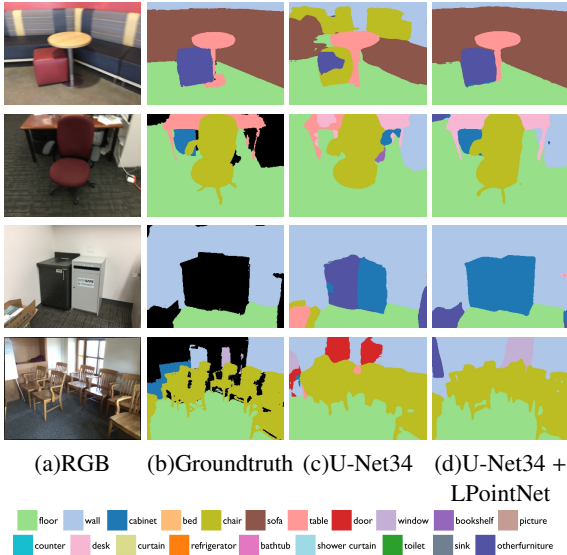 (a)RGB (b)Groundtruth (c)U-Net34 (d)U-Net34 +
LPointNet
floor wall cabinet bed chair sofa table door window bookshelf picture
counter desk curtain refrigerator bathtub shower curtain toilet sink otherfurniture